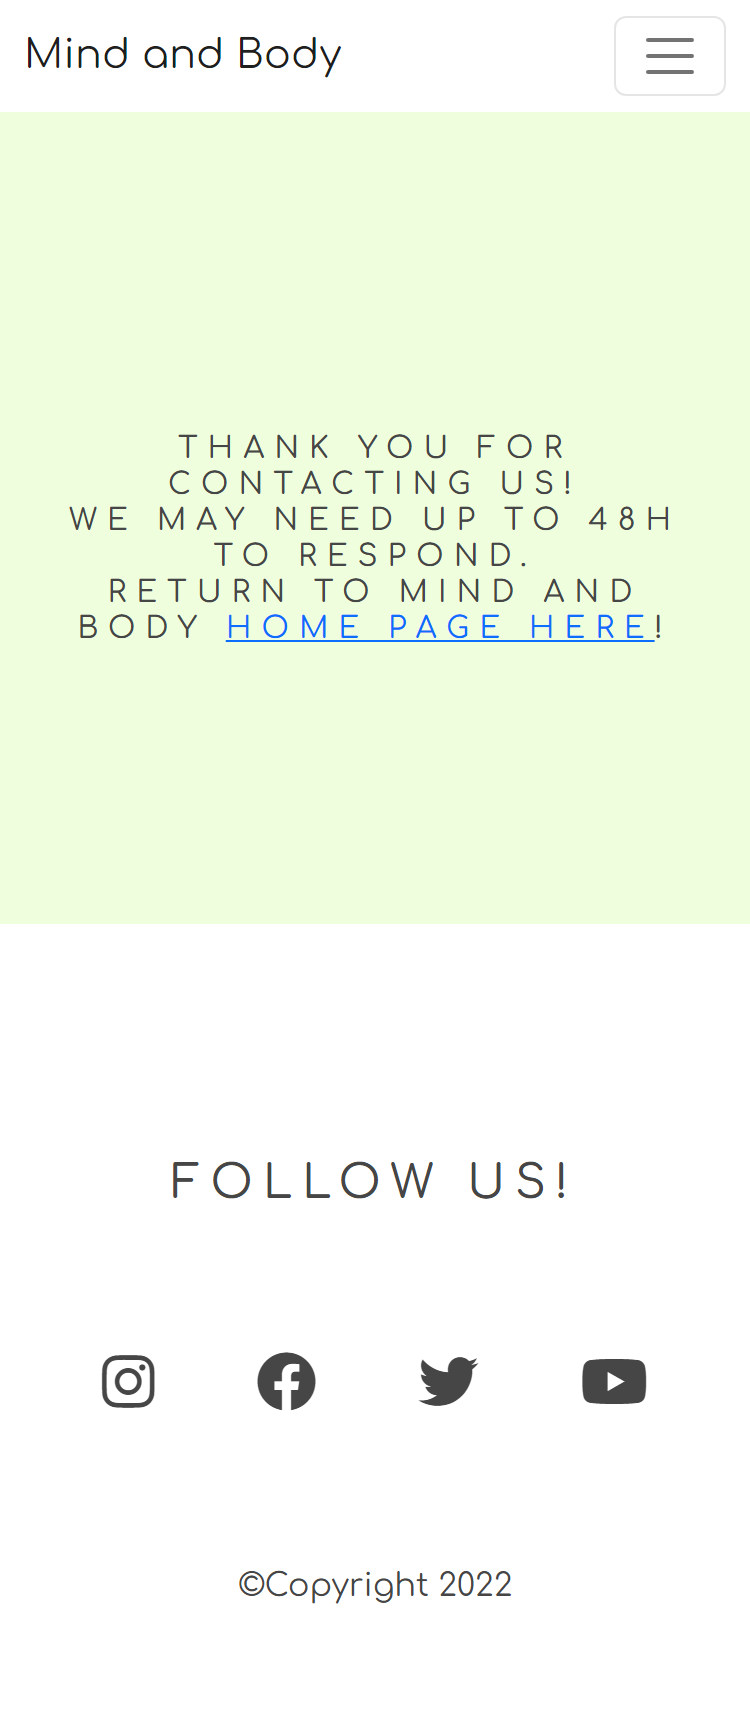 Mind and Body
THANK YOU FOR
CONTACTING US!
WE MAY NEED UP TO 48H
TO RESPOND.
RETURN TO MIND AND
BODY HOME PAGE HERE!
FOLLOW US!
©Copyright 2022